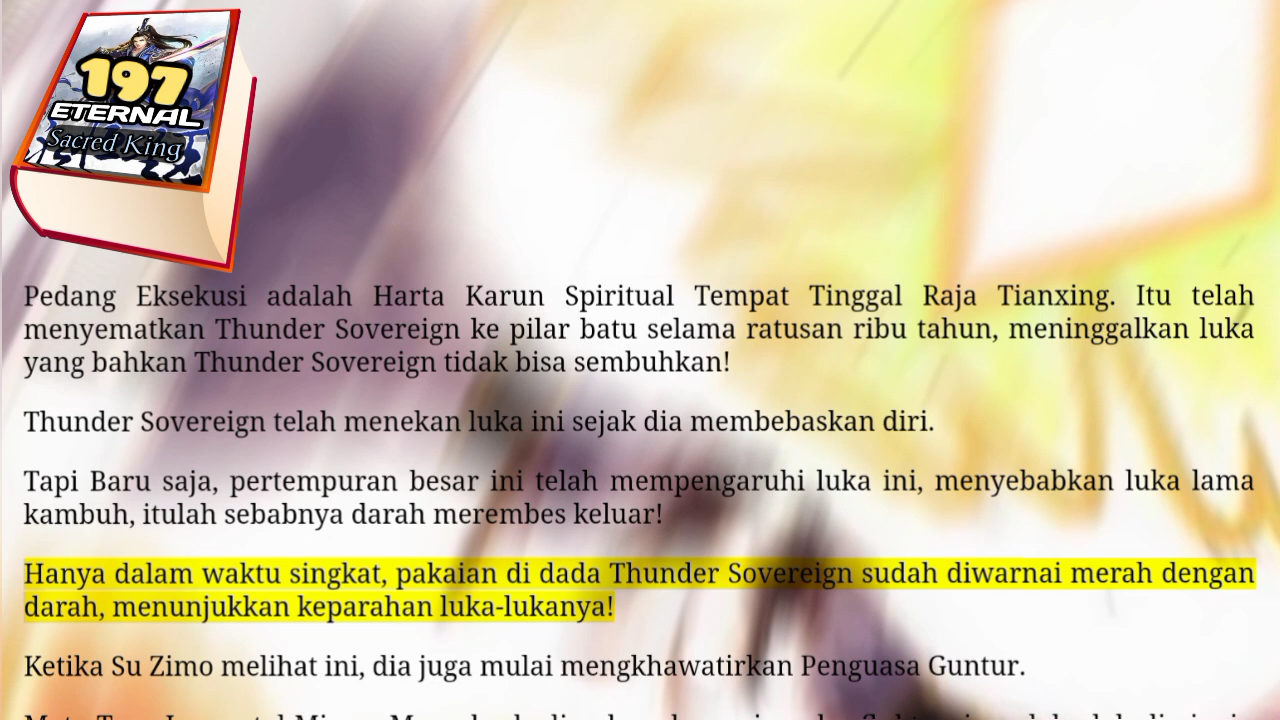 197
ETERNAL
Sacred King
Pedang Eksekusi adalah Harta Karun Spiritual Tempat Tinggal Raja Tianxing. Itu telah
menyematkan Thunder Sovereign ke pilar batu selama ratusan ribu tahun, meninggalkan luka
yang bahkan Thunder Sovereign tidak bisa sembuhkan!
Thunder Sovereign telah menekan luka ini sejak dia membebaskan diri.
Tapi Baru saja, pertempuran besar ini telah mempengaruhi luka ini, menyebabkan luka lama
kambuh, itulah sebabnya darah merembes keluar!
Hanya dalam waktu singkat, pakaian di dada Thunder Sovereign sudah diwarnai merah dengan
darah, menunjukkan keparahan luka-lukanya!
Ketika Su Zimo melihat ini, dia juga mulai mengkhawatirkan Penguasa Guntur.